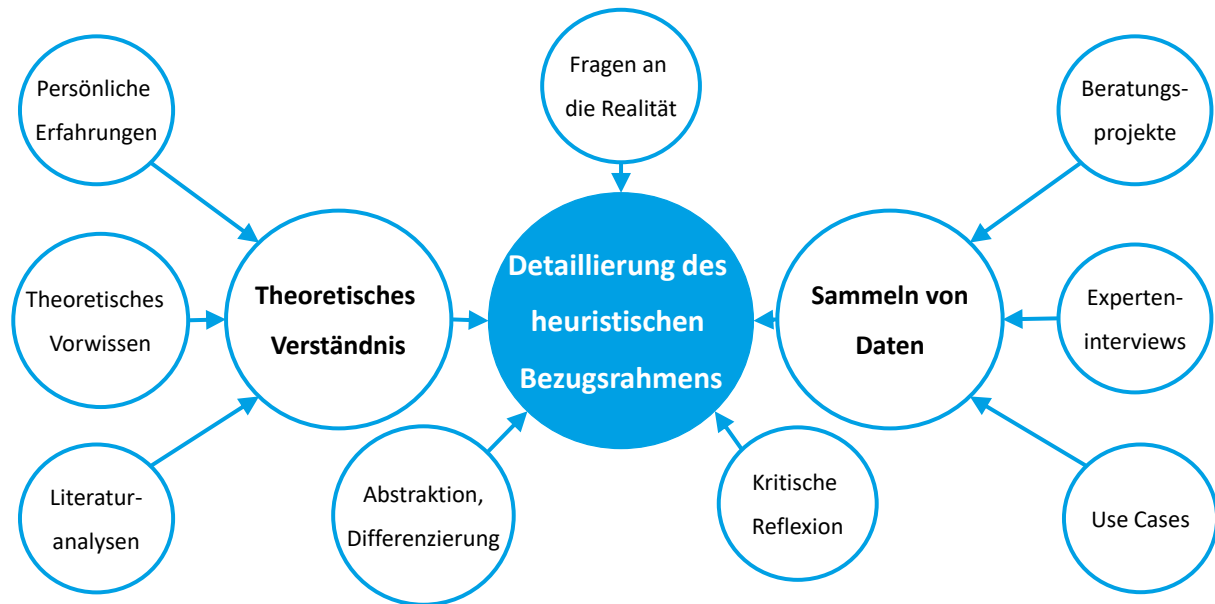 Persönliche
Erfahrungen
Fragen an
die Realität
Beratungs-
projekte
Theoretisches
Vorwissen
Theoretisches
Verständnis
Detaillierung des
heuristischen
Bezugsrahmens
Sammeln von
Daten
Experten-
interviews
Literatur-
analysen
Abstraktion,
Differenzierung
Kritische
Reflexion
Use Cases